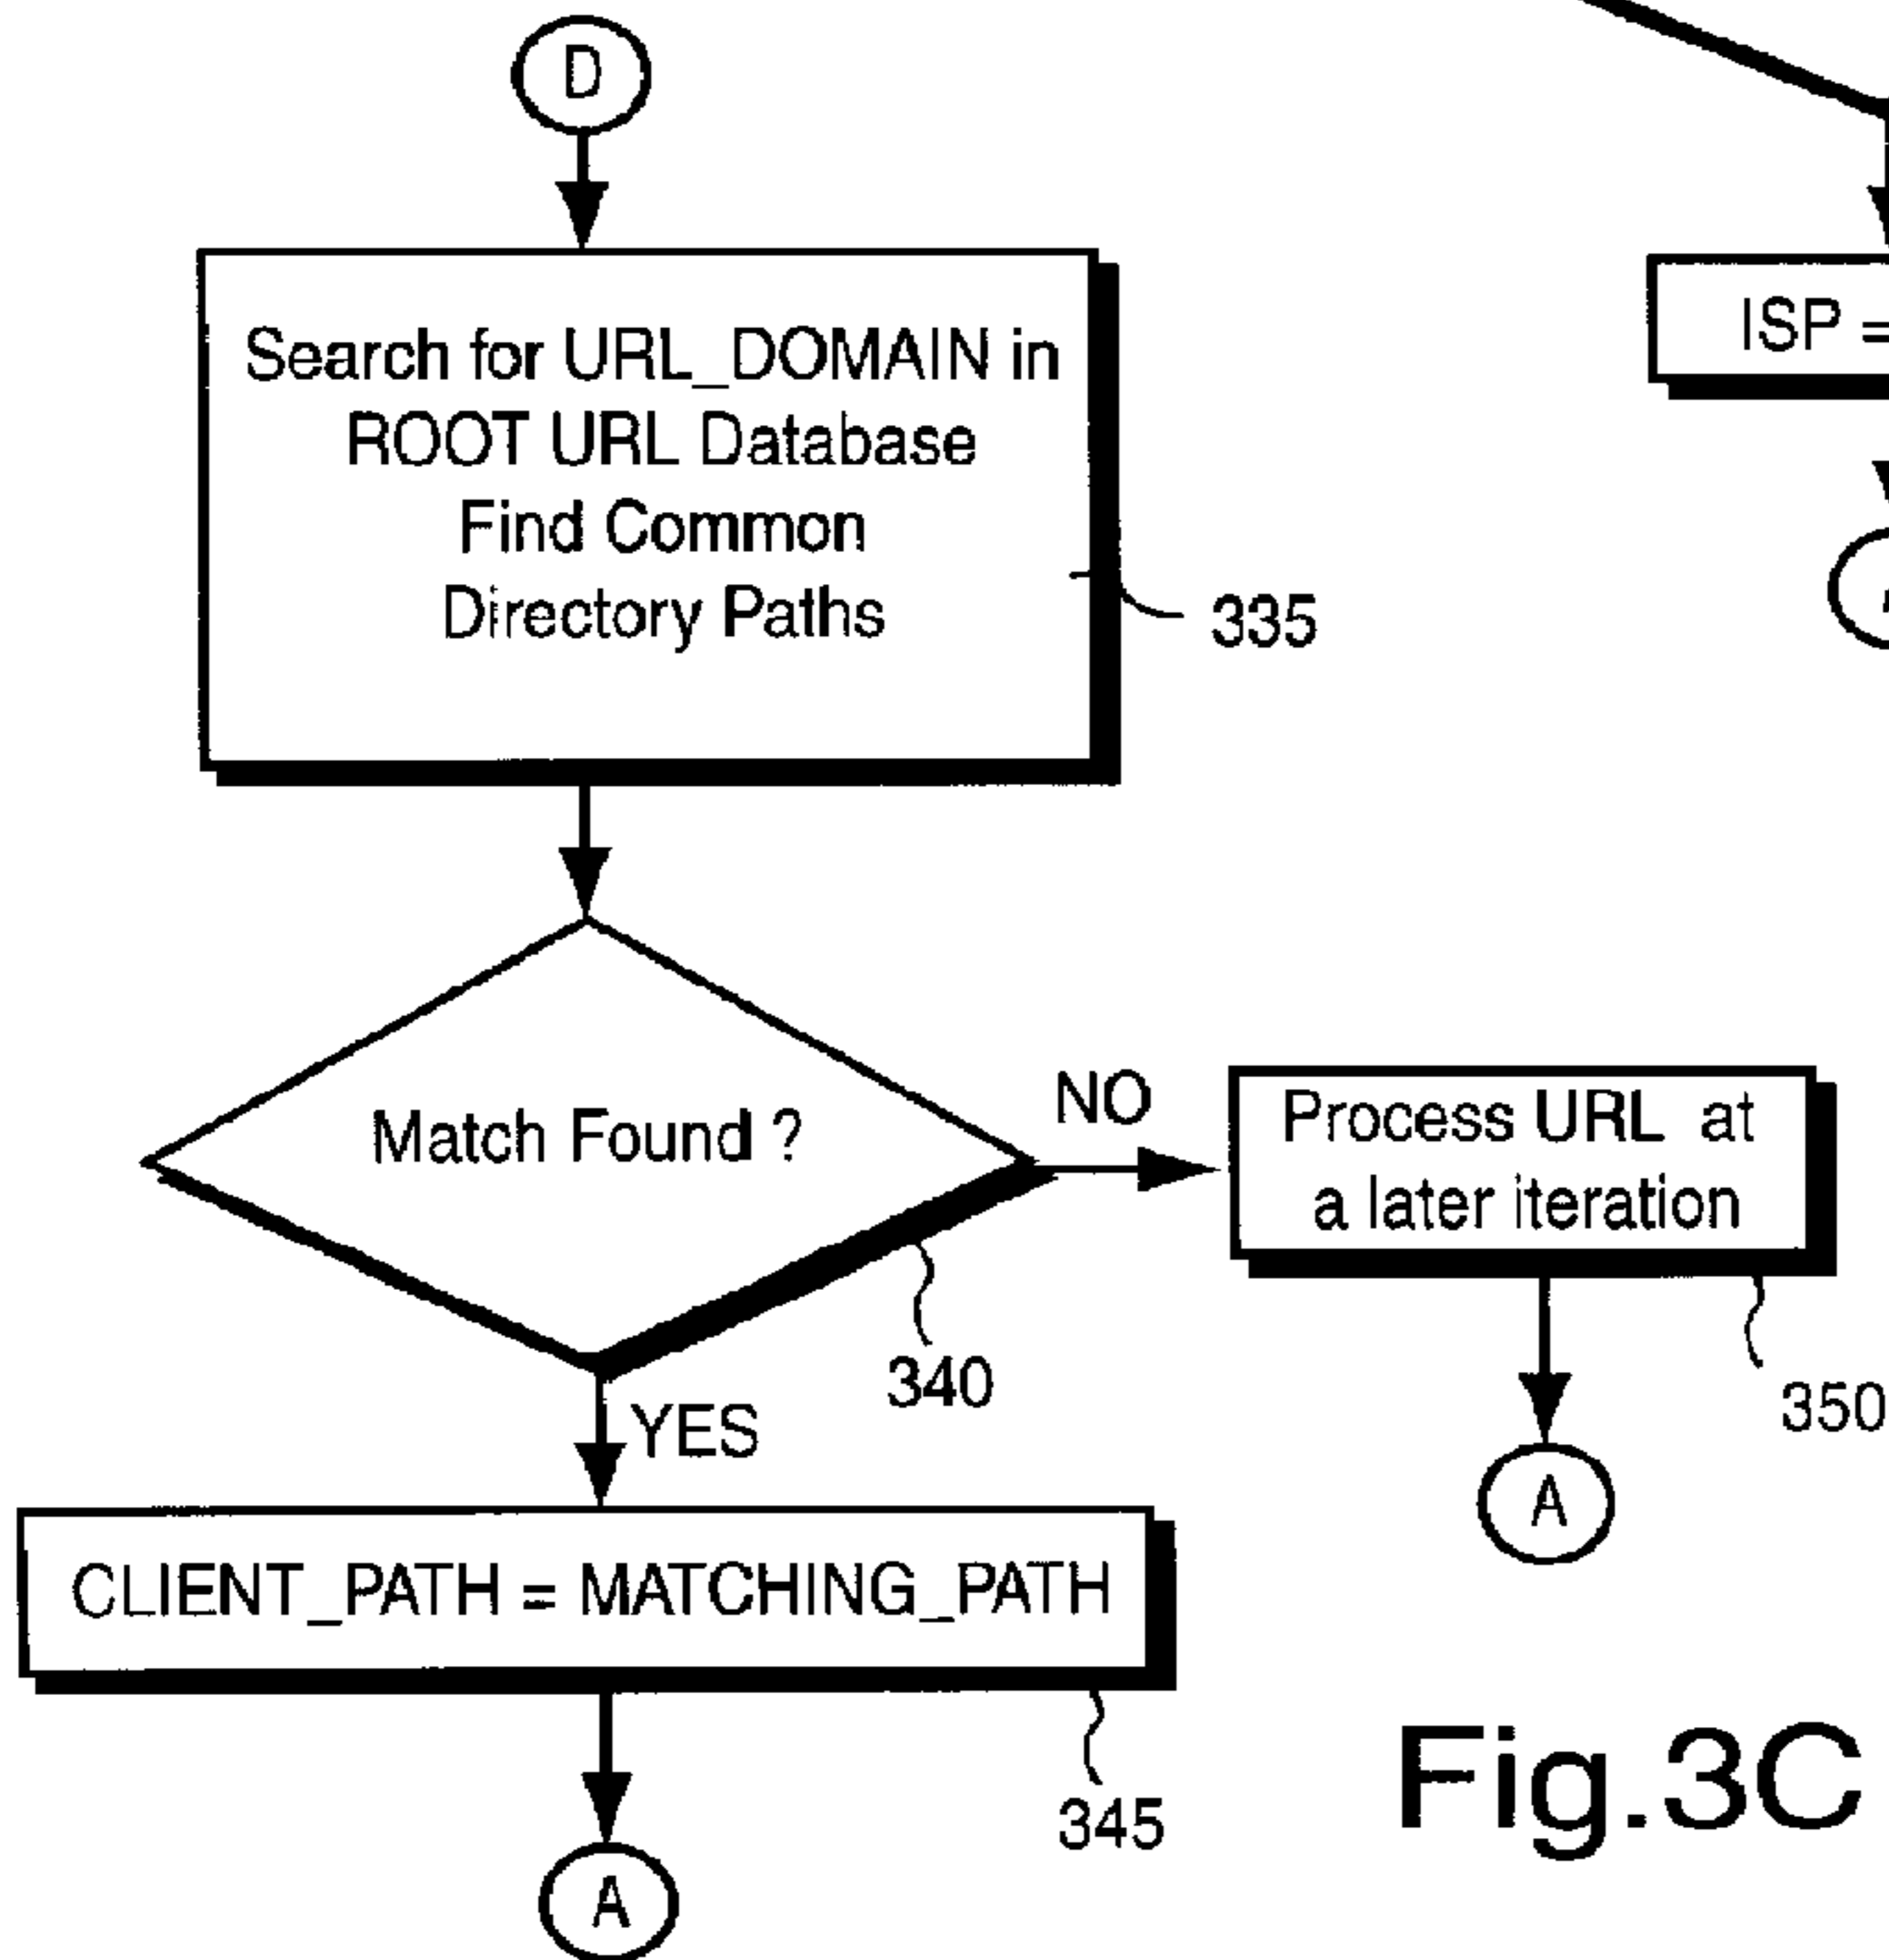 D
Search for URL_DOMAIN in
ROOT URL Database
Find Common
Directory Paths
335
ISP =
Match Found ?
NO
Process URL at
a later iteration
340
350
YES
A
CLIENT_PATH = MATCHING_PATH
345
A
Fig.3C